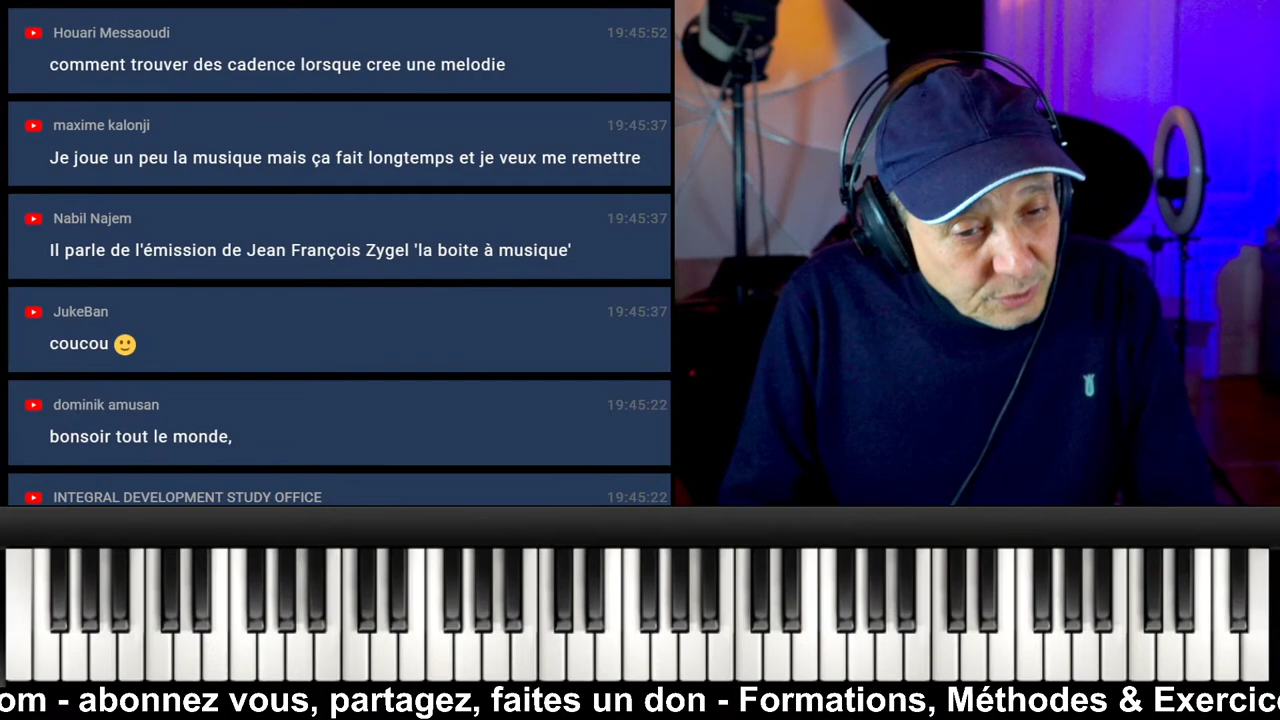 Houari Messaoudi 19:45:52
comment trouver des cadence lorsque cree une melodie
maxime kalonji 19:45:37
Je joue un peu la musique mais ça fait longtemps et je veux me remettre
Nabil Najem 19:45:37
Il parle de l'émission de Jean François Zygel 'la boite à musique'
JukeBan 19:45:37
coucou 🙂
dominik amusan 19:45:22
bonsoir tout le monde,
INTEGRAL DEVELOPMENT STUDY OFFICE 19:45:22
om - abonnez vous, partagez, faites un don - Formations, Méthodes & Exercic